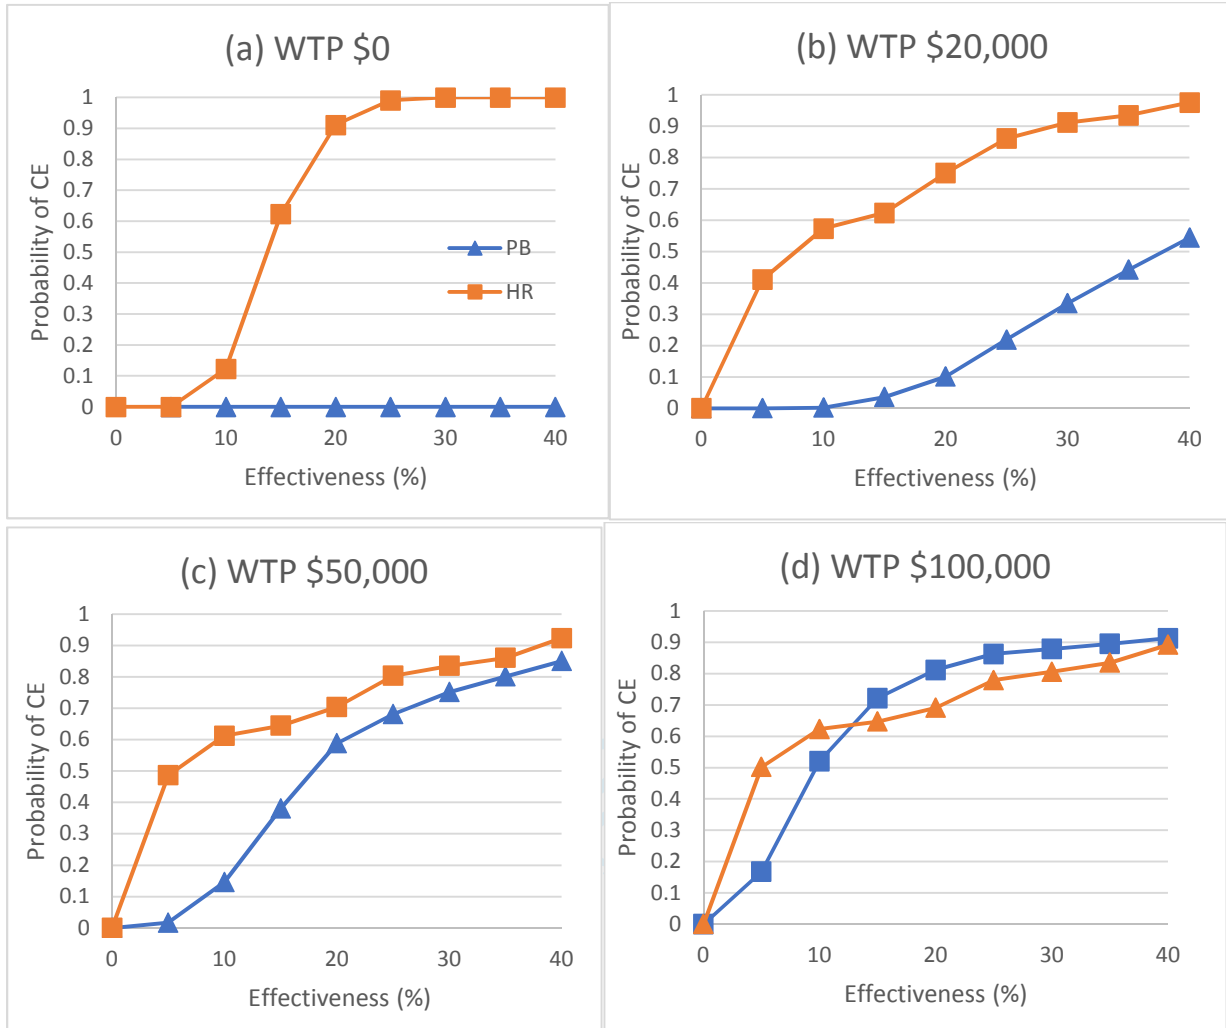 (a) WTP $0
Probability of CE
1
0.9
0.8
0.7
0.6
0.5
0.4
0.3
0.2
0.1
0
PB
HR
0 10 20 30 40
Effectiveness (%)
(b) WTP $20,000
Probability of CE
1
0.9
0.8
0.7
0.6
0.5
0.4
0.3
0.2
0.1
0
0 10 20 30 40
Effectiveness (%)
(c) WTP $50,000
Probability of CE
1
0.9
0.8
0.7
0.6
0.5
0.4
0.3
0.2
0.1
0
0 10 20 30 40
Effectiveness (%)
(d) WTP $100,000
Probability of CE
1
0.9
0.8
0.7
0.6
0.5
0.4
0.3
0.2
0.1
0
0 10 20 30 40
Effectiveness (%)